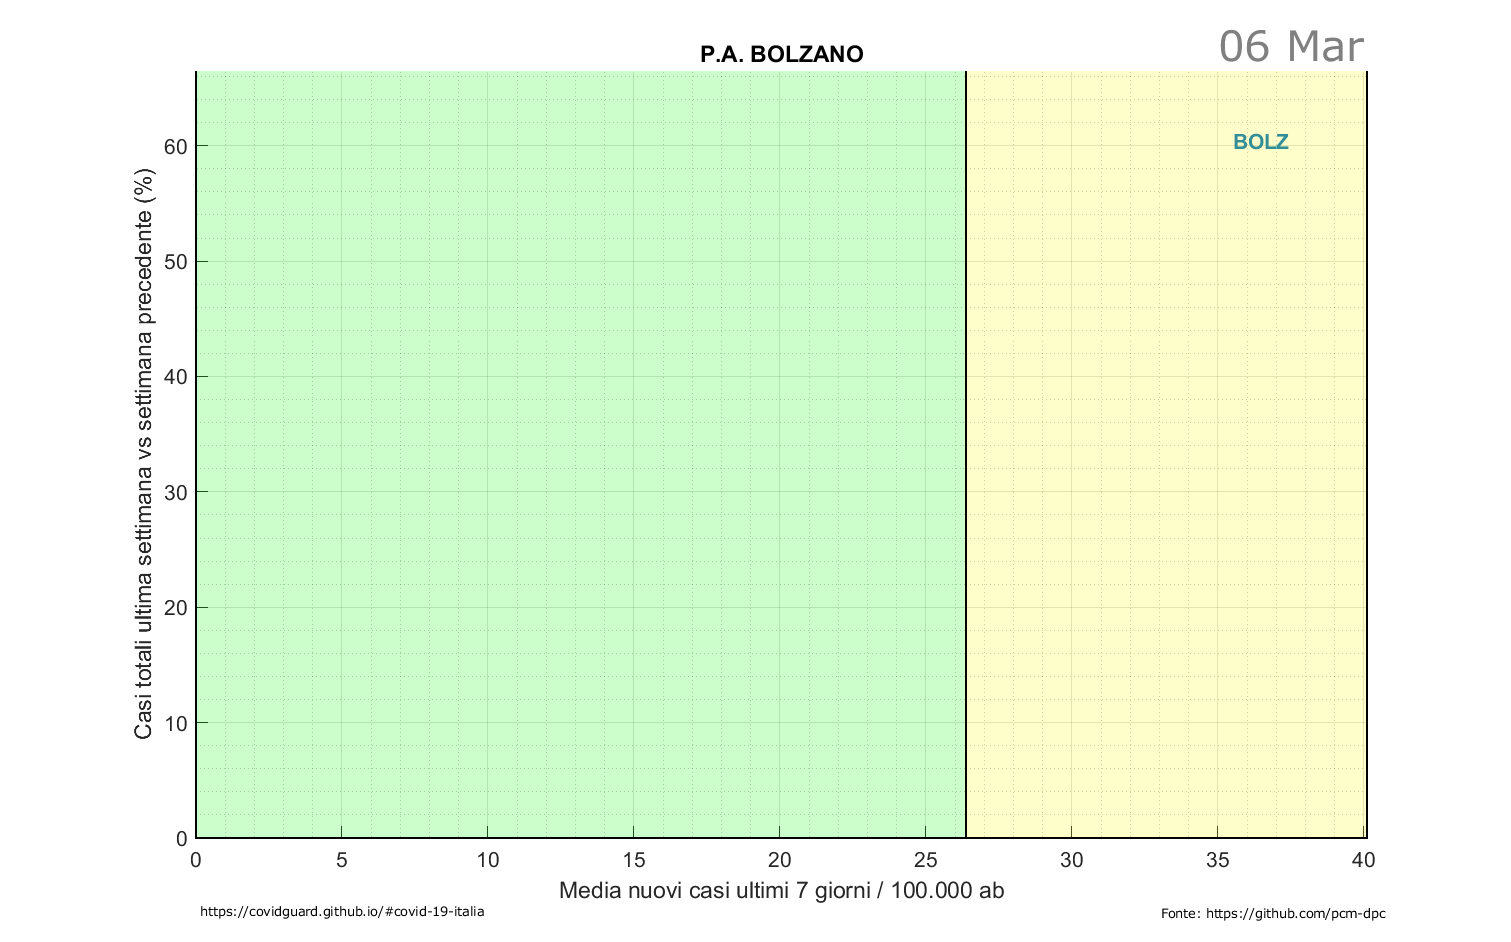 06 Mar
P.A. BOLZANO
BOLZ
Casi totali ultima settimana vs settimana precedente (%)
60
50
40
30
20
10
0
0 5 10 15 20 25 30 35 40
Media nuovi casi ultimi 7 giorni / 100.000 ab
https://covidguard.github.io/#covid-19-italia
Fonte: https://github.com/pcm-dpc